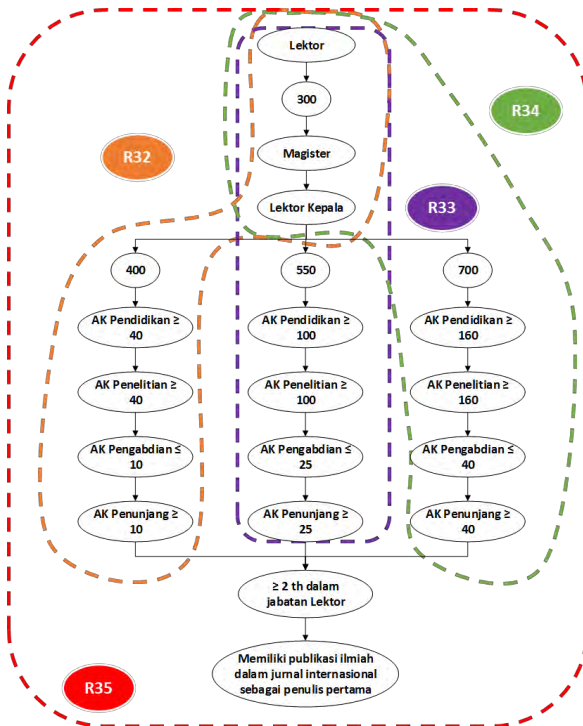 Lektor
300
R34
R32
Magister
Lektor Kepala
R33
400
550
700
AK Pendidikan ≥
40
AK Pendidikan ≥
100
AK Pendidikan ≥
160
AK Penelitian ≥
40
AK Penelitian ≥
100
AK Penelitian ≥
160
AK Pengabdian ≤
10
AK Pengabdian ≤
25
AK Pengabdian ≤
40
AK Penunjang ≥
10
AK Penunjang ≥
25
AK Penunjang ≥
40
≥ 2 th dalam
jabatan Lektor
Memiliki publikasi ilmiah
dalam jurnal internasional
sebagai penulis pertama
R35